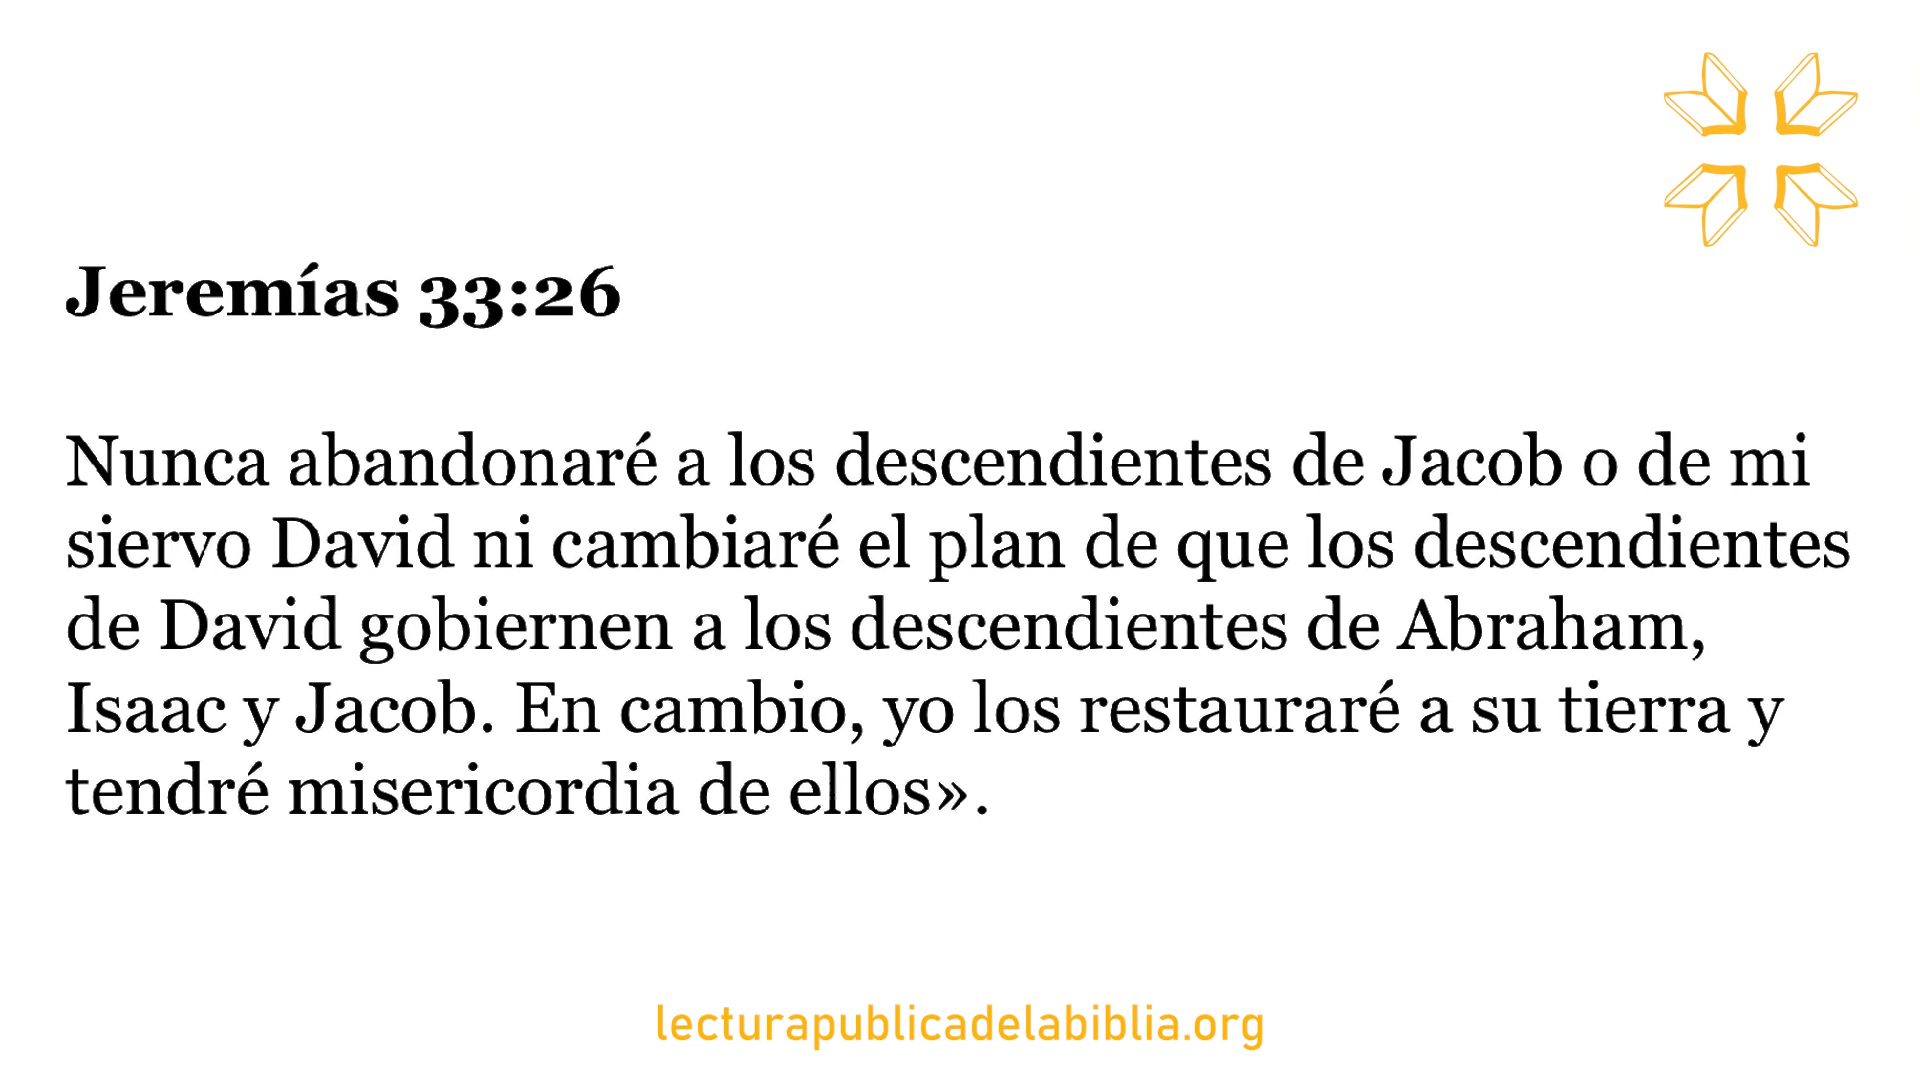 Jeremías 33:26
Nunca abandonaré a los descendientes de Jacob o de mi
siervo David ni cambiaré el plan de que los descendientes
de David gobiernen a los descendientes de Abraham,
Isaac y Jacob. En cambio, yo los restauraré a su tierra y
tendré misericordia de ellos».
lecturapublicadelabiblia.org